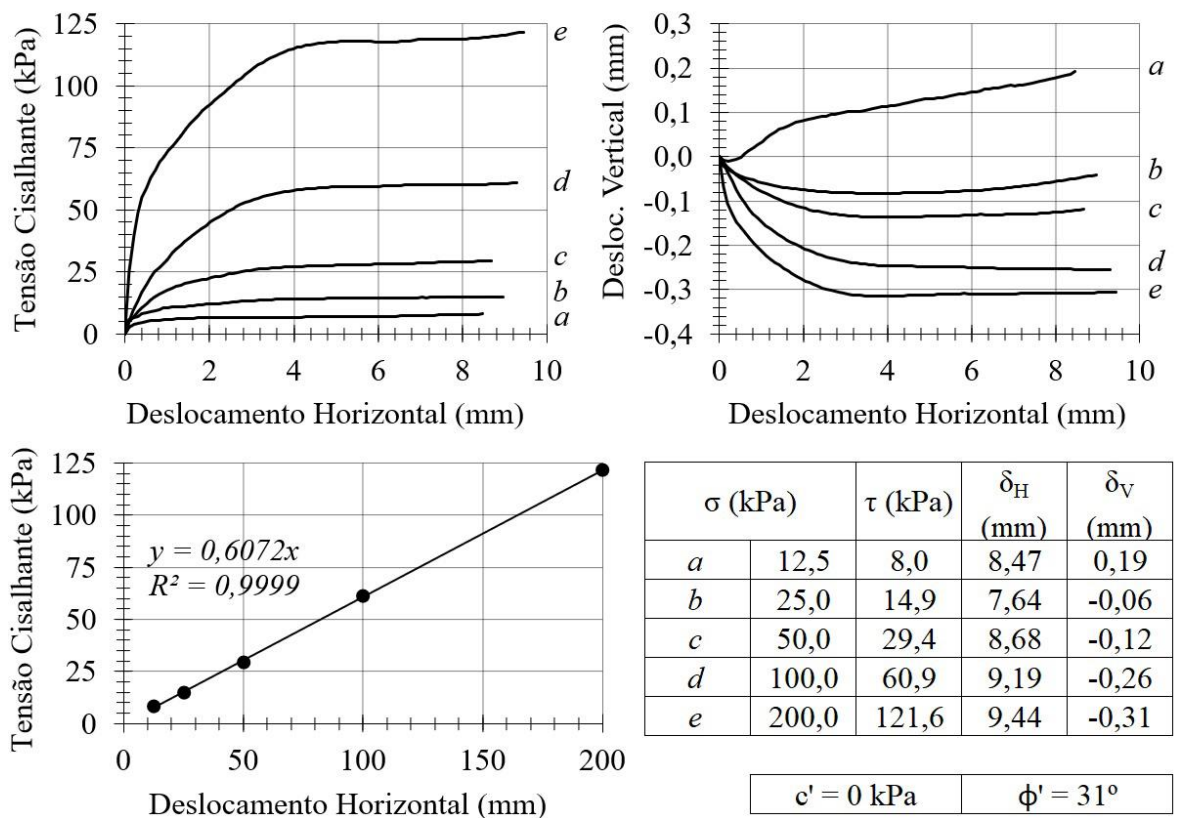 Tensão Cisalhante (kPa)
125
100
75
50
25
0
e
d
c
b
a
0 2 4 6 8 10
Deslocamento Horizontal (mm)
Desloc. Vertical (mm)
0,3
0,2
0,1
0,0
-0,1
-0,2
-0,3
-0,4
a
b
c
d
e
0 2 4 6 8 10
Deslocamento Horizontal (mm)
Tensão Cisalhante (kPa)
125
100
75
50
25
0
y = 0,6072x
R² = 0,9999
0 50 100 150 200
Deslocamento Horizontal (mm)
σ (kPa) τ (kPa) δH (mm) δV (mm)
a 12,5 8,0 8,47 0,19
b 25,0 14,9 7,64 -0,06
c 50,0 29,4 8,68 -0,12
d 100,0 60,9 9,19 -0,26
e 200,0 121,6 9,44 -0,31
c' = 0 kPa ϕ' = 31º